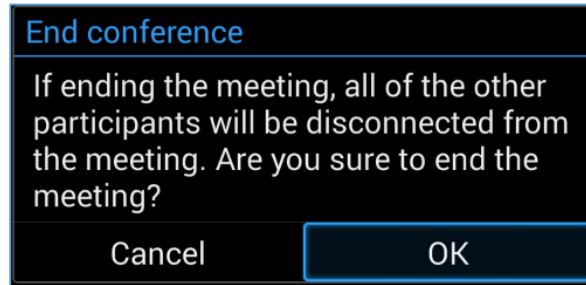 End conference
If ending the meeting, all of the other
participants will be disconnected from
the meeting. Are you sure to end the
meeting?
Cancel
OK